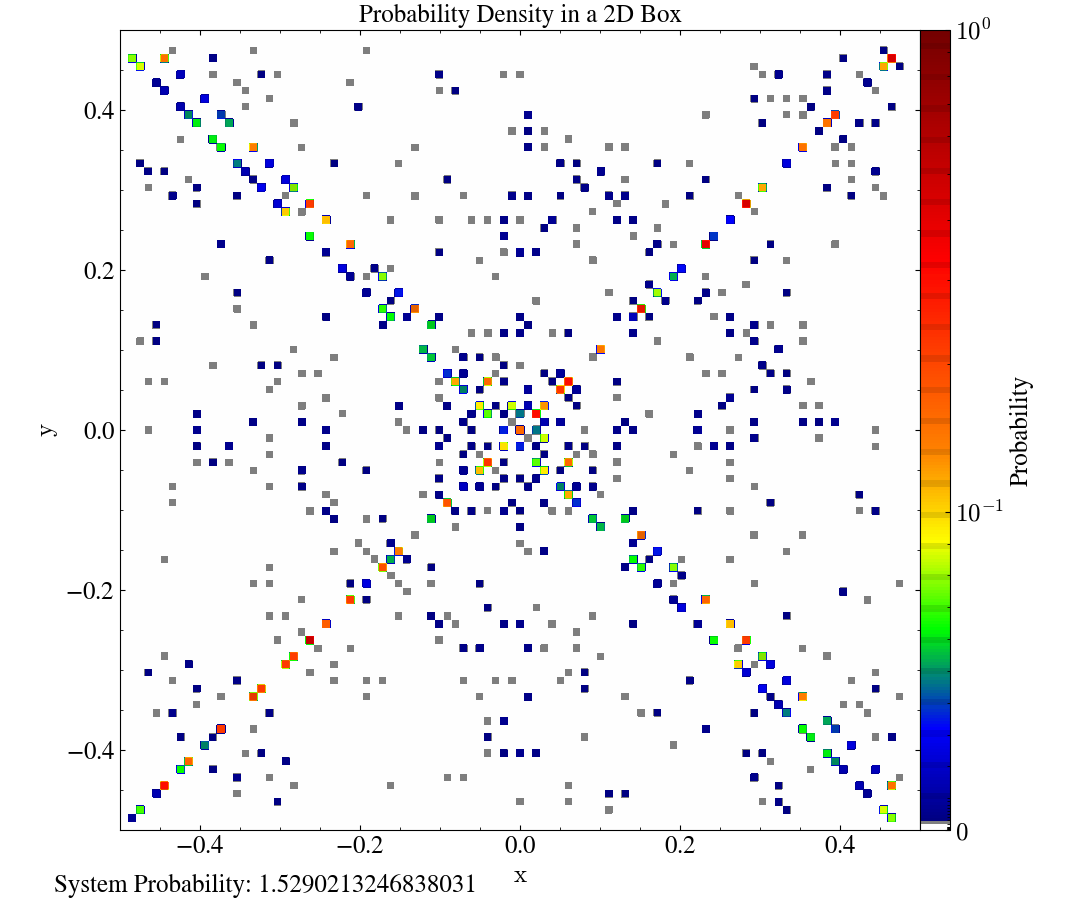 Probability Density in a 2D Box
10^0
10^−1
0
Probability
y
0.4
0.2
0.0
−0.2
−0.4
−0.4 −0.2 0.0 0.2 0.4
x
System Probability: 1.5290213246838031